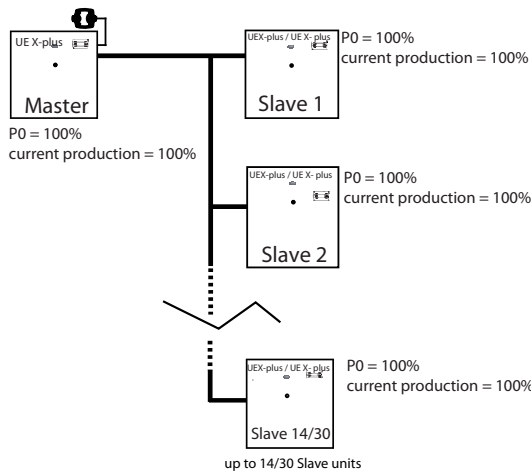 UE X-plus
Master
P0 = 100%
current production = 100%
UEX-plus / UE X- plus
Slave 1
P0 = 100%
current production = 100%
UEX-plus / UE X- plus
Slave 2
P0 = 100%
current production = 100%
UEX-plus / UE X- plus
Slave 14/30
P0 = 100%
current production = 100%
up to 14/30 Slave units